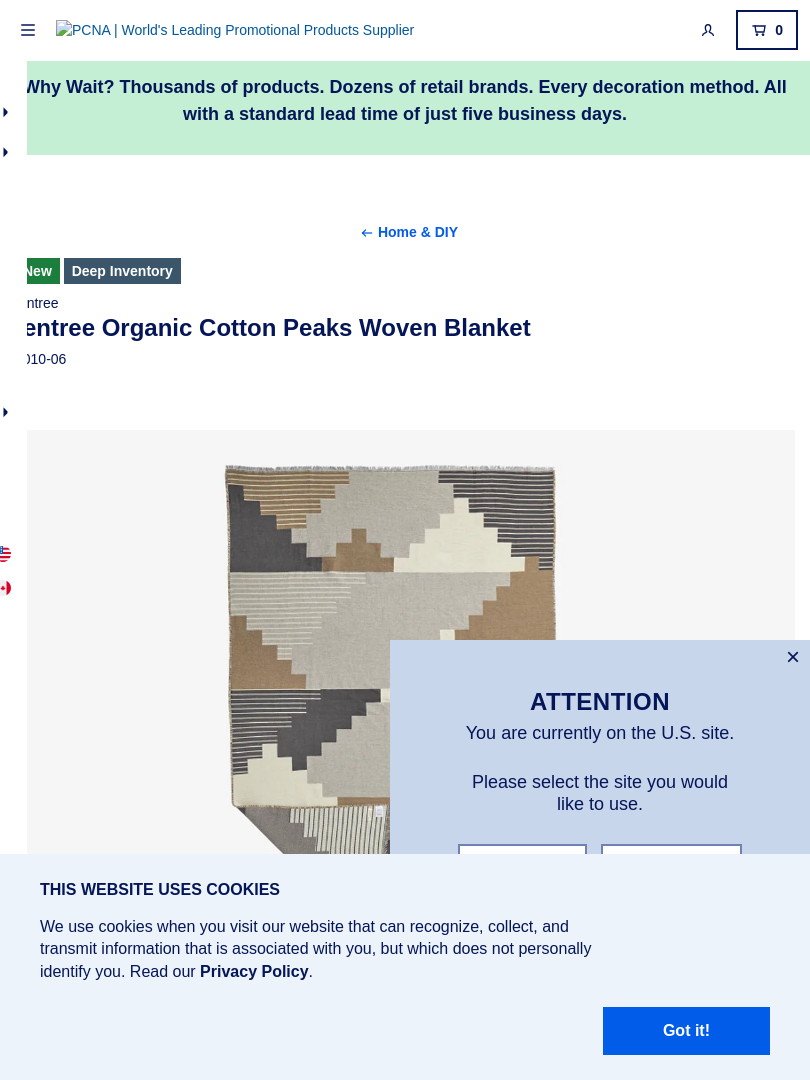 PCNA | World's Leading Promotional Products Supplier
0
Why Wait? Thousands of products. Dozens of retail brands. Every decoration method. All
with a standard lead time of just five business days.
Home & DIY
New
Deep Inventory
ntree
entree Organic Cotton Peaks Woven Blanket
010-06
×
ATTENTION
You are currently on the U.S. site.
Please select the site you would
like to use.
THIS WEBSITE USES COOKIES
We use cookies when you visit our website that can recognize, collect, and
transmit information that is associated with you, but which does not personally
identify you. Read our Privacy Policy.
Got it!